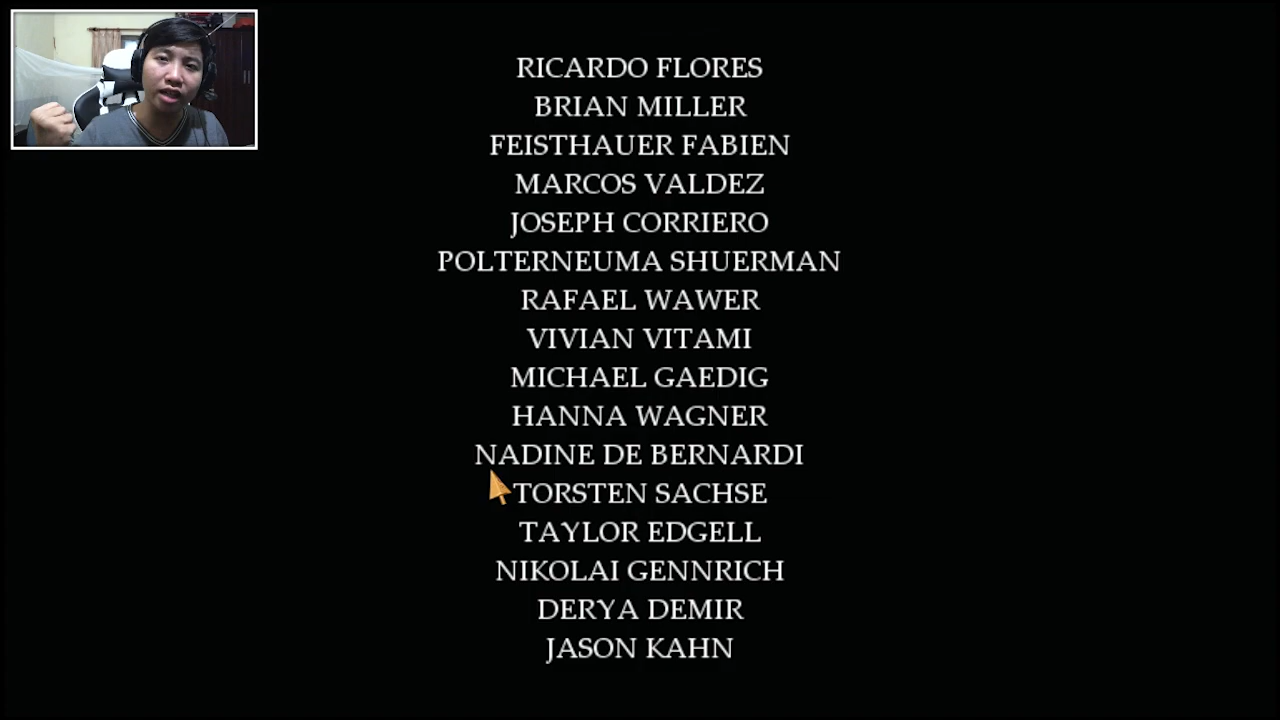 RICARDO FLORES
BRIAN MILLER
FEISTHAUER FABIEN
MARCOS VALDEZ
JOSEPH CORRIERO
POLTERNEUMA SHUERMAN
RAFAEL WAWER
VIVIAN VITAMI
MICHAEL GAEDIG
HANNA WAGNER
NADINE DE BERNARDI
TORSTEN SACHSE
TAYLOR EDGELL
NIKOLAI GENNRICH
DERYA DEMIR
JASON KAHN